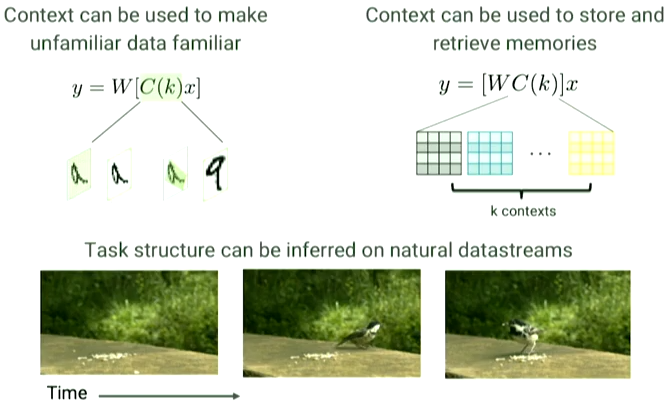 Context can be used to make
unfamiliar data familiar
y = W[C(k)x]
a a a q
Context can be used to store and
retrieve memories
y = [WC(k)]x
...
k contexts
Task structure can be inferred on natural datastreams
Time